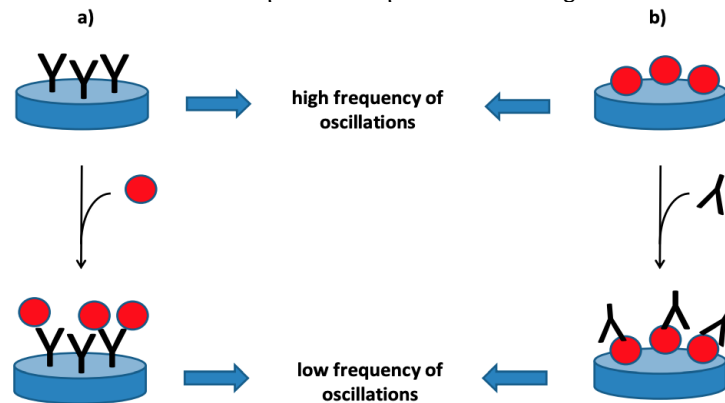 a)
b)
high frequency of
oscillations
low frequency of
oscillations